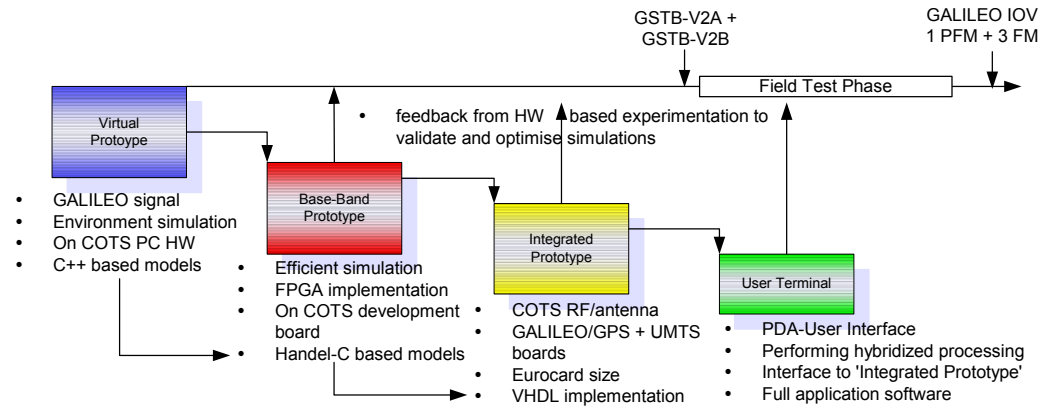 GSTB-V2A +
GSTB-V2B
GALILEO IOV
1 PFM + 3 FM
Field Test Phase
• feedback from HW based experimentation to
validate and optimise simulations
Virtual
Protoype
• GALILEO signal
• Environment simulation
• On COTS PC HW
• C++ based models
Base-Band
Prototype
• Efficient simulation
• FPGA implementation
• On COTS development
board
• Handel-C based models
Integrated
Prototype
• COTS RF/antenna
• GALILEO/GPS + UMTS
boards
• Eurocard size
• VHDL implementation
User Terminal
• PDA-User Interface
• Performing hybridized processing
• Interface to 'Integrated Prototype'
• Full application software